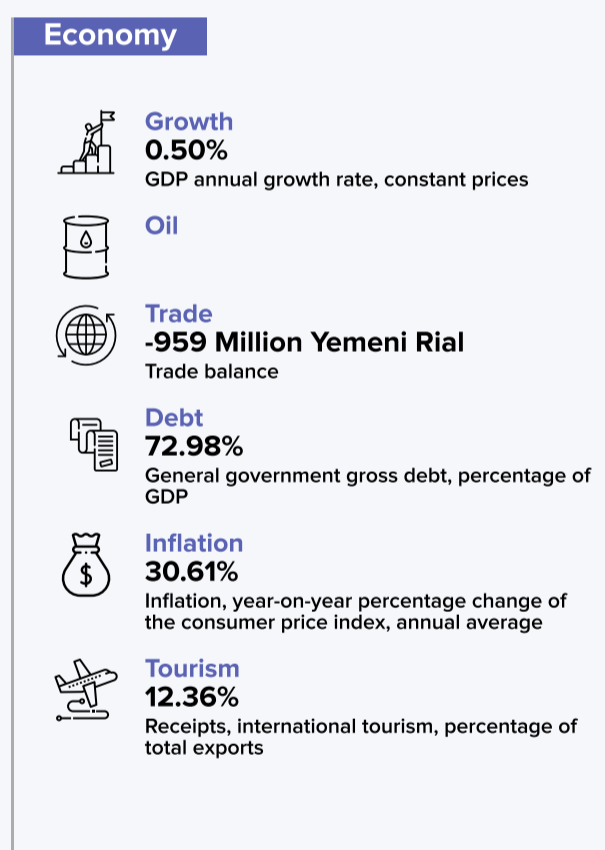 Economy
Growth
0.50%
GDP annual growth rate, constant prices
Oil
Trade
-959 Million Yemeni Rial
Trade balance
Debt
72.98%
General government gross debt, percentage of
GDP
$
Inflation
30.61%
Inflation, year-on-year percentage change of
the consumer price index, annual average
Tourism
12.36%
Receipts, international tourism, percentage of
total exports